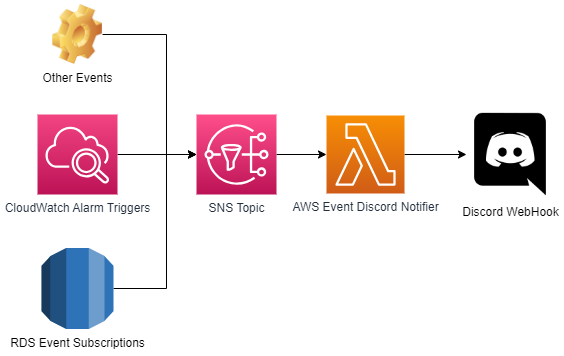 Other Events
CloudWatch Alarm Triggers
SNS Topic
AWS Event Discord Notifier
Discord WebHook
RDS Event Subscriptions